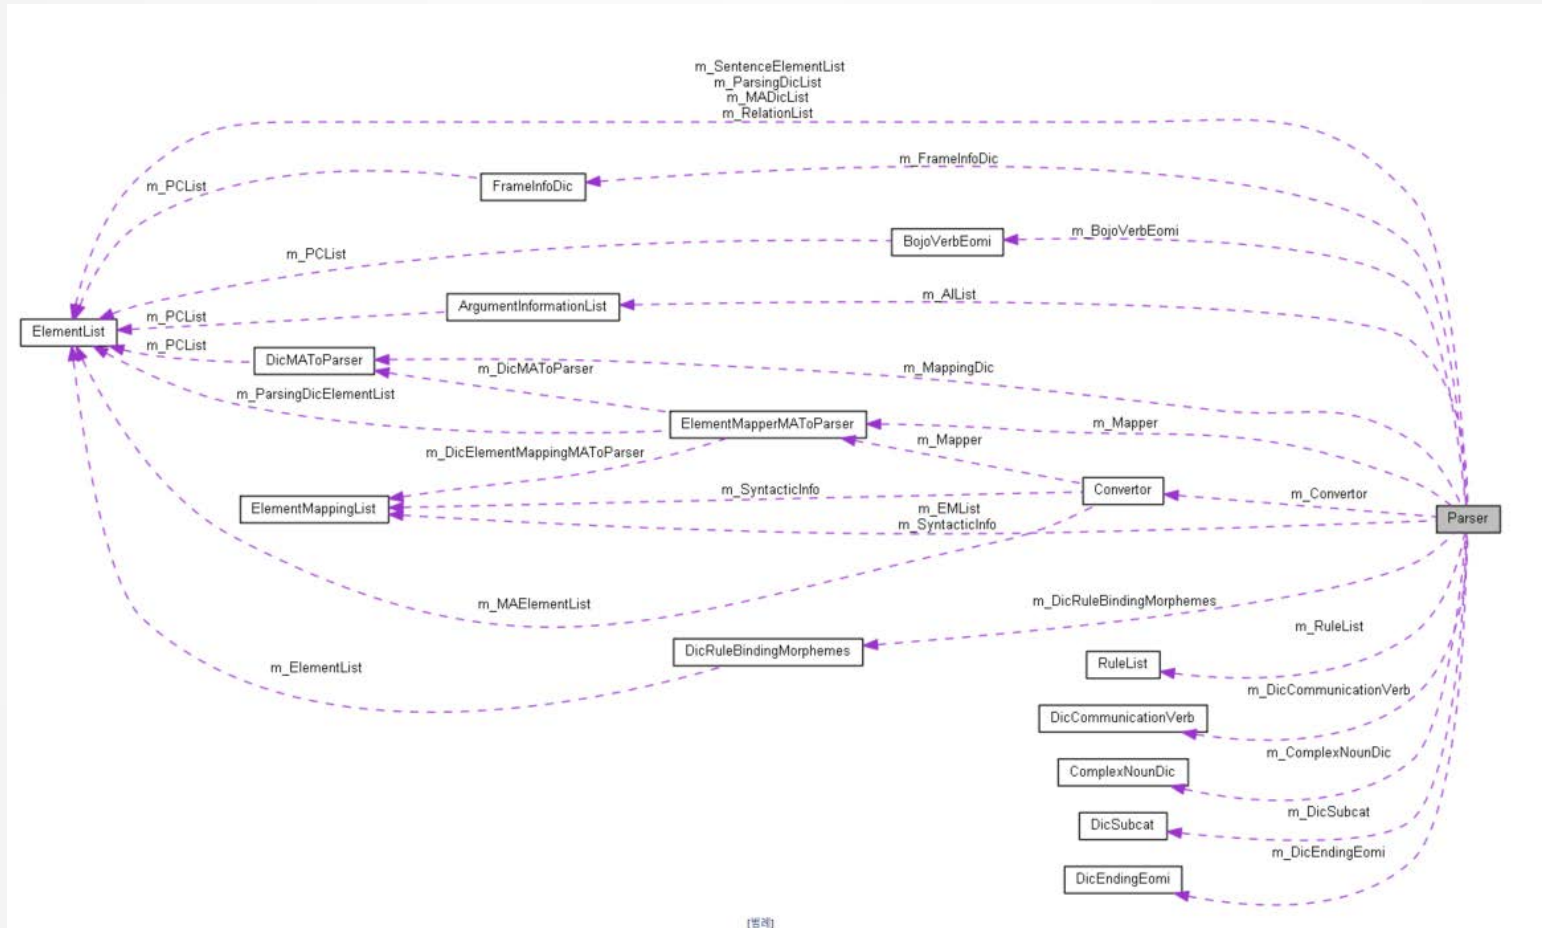 m_SentenceElementList
m_ParsingDicList
m_MADicList
m_RelationList
m_FrameInfoDic
m_PCList
FrameInfoDic
m_BojoVerbEomi
BojoVerbEomi
m_PCList
m_AIList
ArgumentInformationList
m_PCList
ElementList
m_PCList
DicMAToParser
m_DicMAToParser
m_MappingDic
m_ParsingDicElementList
ElementMapperMAToParser
m_Mapper
m_Mapper
m_DicElementMappingMAToParser
m_SyntacticInfo
Convertor
m_Convertor
ElementMappingList
m_EMList
m_SyntacticInfo
Parser
m_MAElementList
m_DicRuleBindingMorphemes
m_RuleList
DicRuleBindingMorphemes
m_ElementList
RuleList
m_DicCommunicationVerb
DicCommunicationVerb
m_ComplexNounDic
ComplexNounDic
m_DicSubcat
DicSubcat
m_DicEndingEomi
DicEndingEomi
[범례]